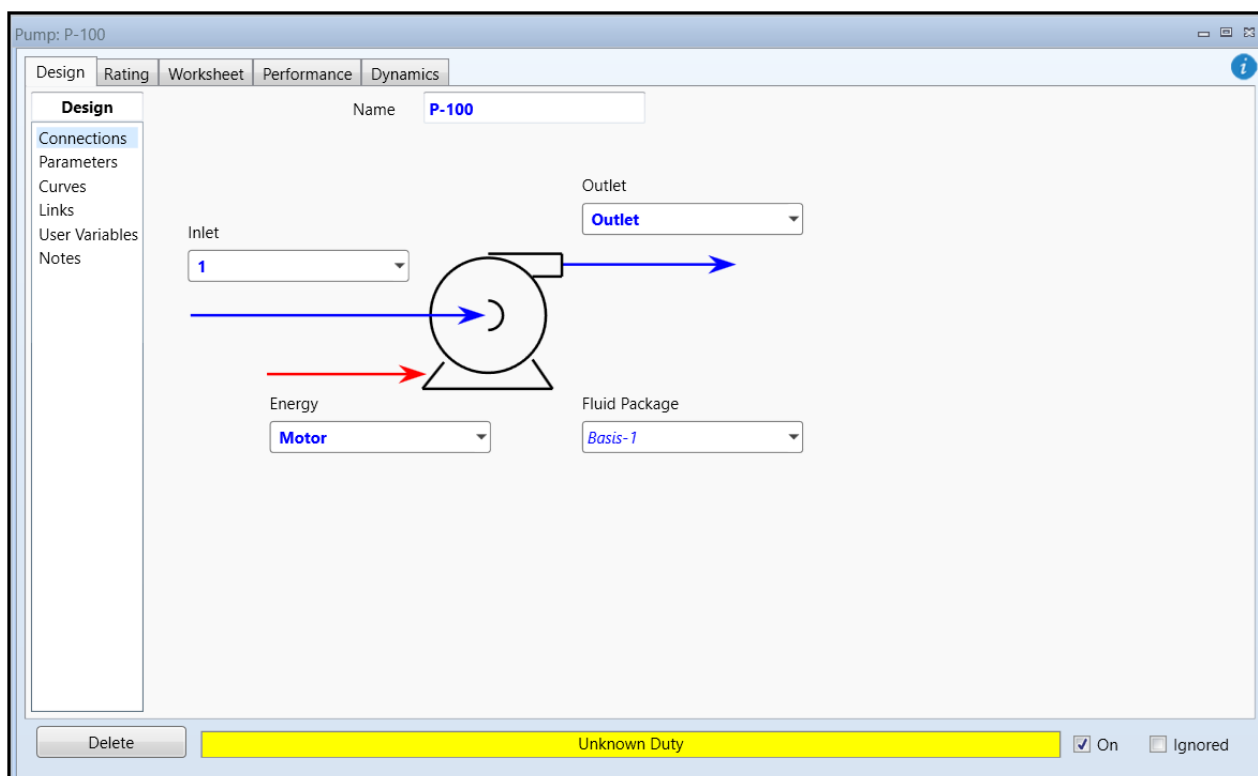 Pump: P-100
Design Rating Worksheet Performance Dynamics
i
Design
Connections
Parameters
Curves
Links
User Variables
Notes
Name P-100
Outlet
Outlet
Inlet
1
Energy
Motor
Fluid Package
Basis-1
Delete
Unknown Duty
On
Ignored